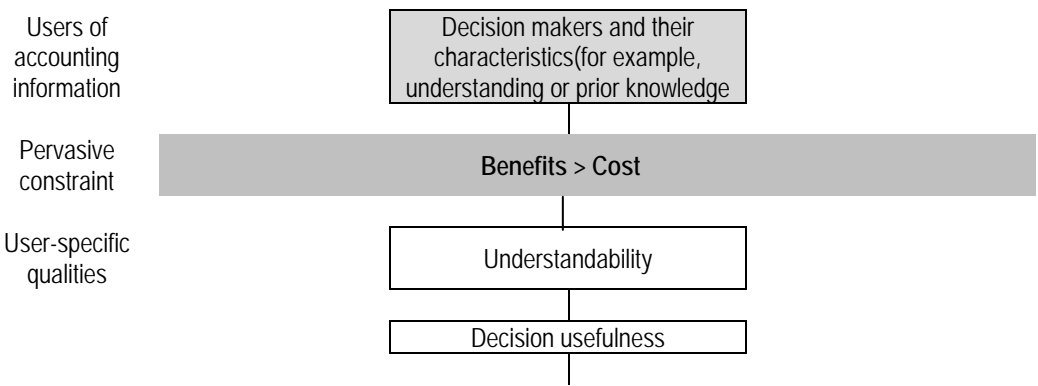 Users of
accounting
information
Decision makers and their
characteristics(for example,
understanding or prior knowledge
Pervasive
constraint
Benefits > Cost
User-specific
qualities
Understandability
Decision usefulness